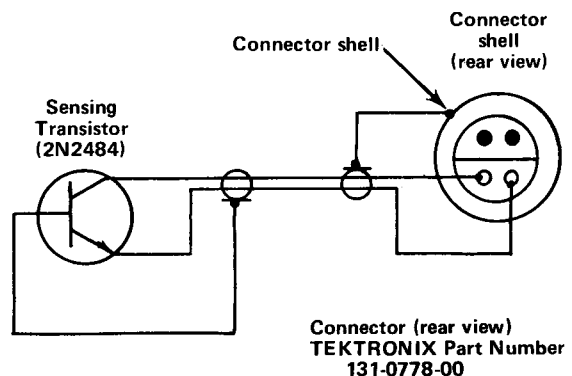 Connector
shell
(rear view)
Connector shell
Sensing
Transistor
(2N2484)
Connector (rear view)
TEKTRONIX Part Number
131-0778-00